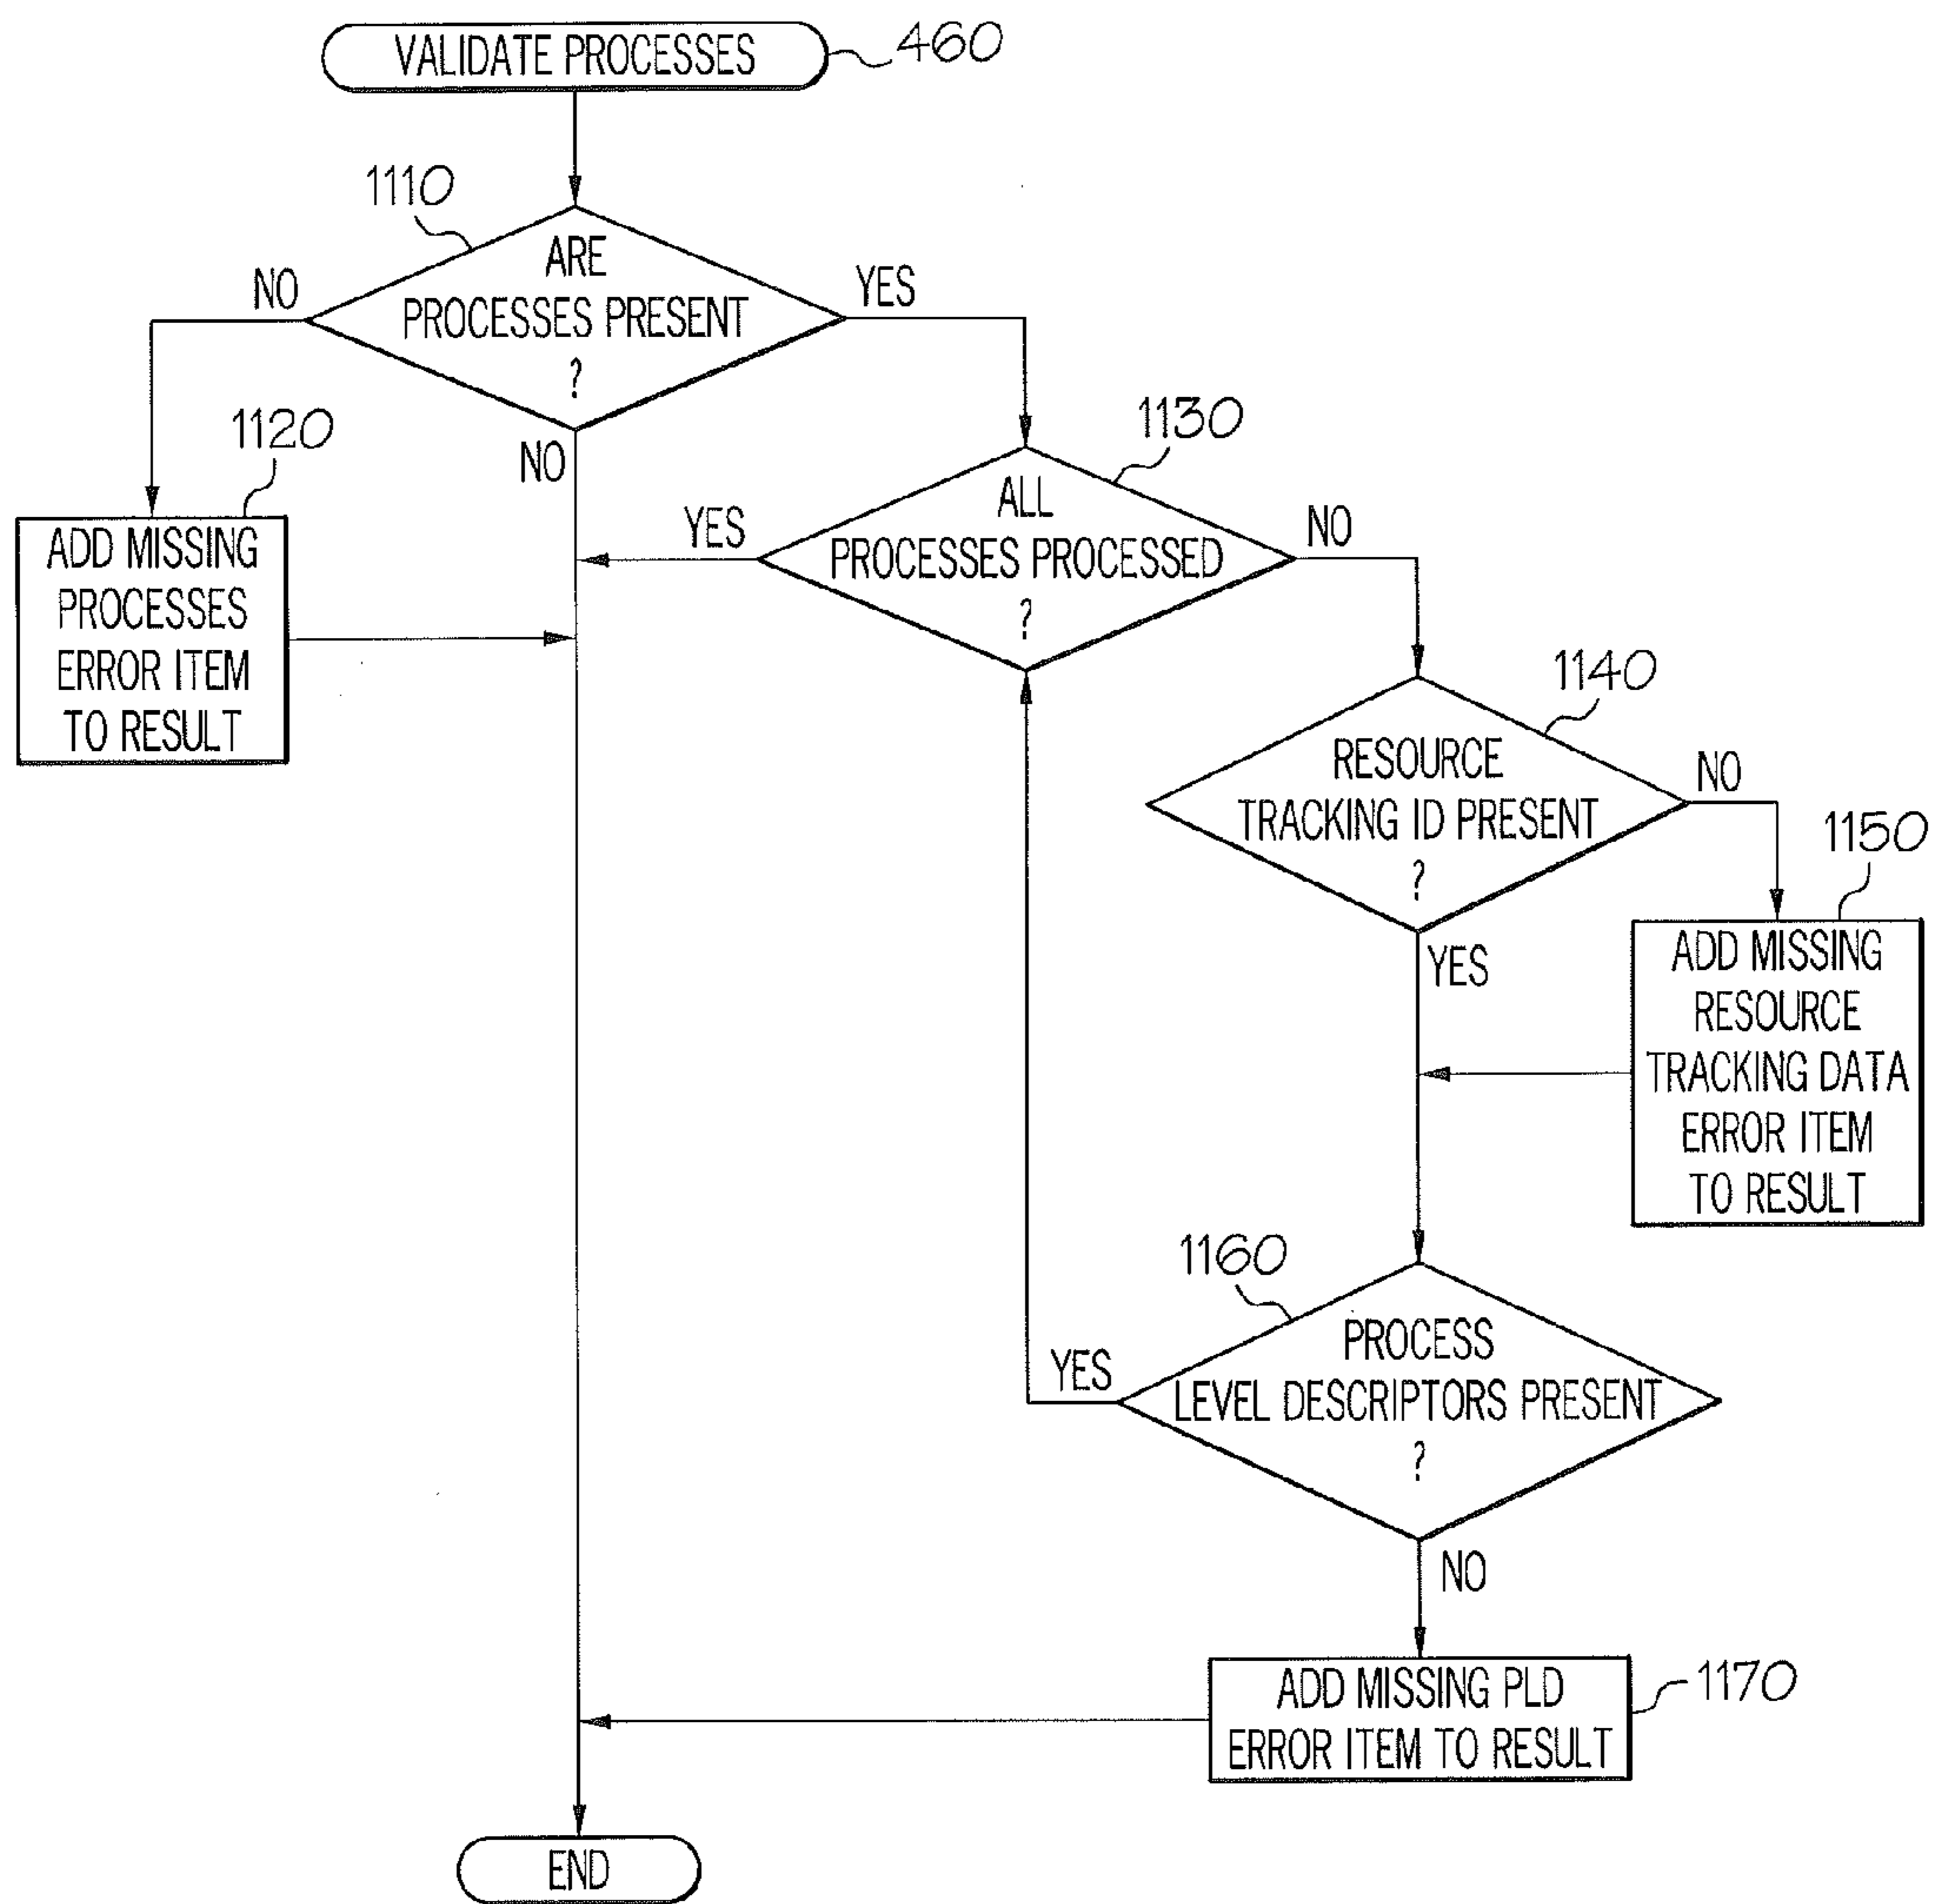 VALIDATE PROCESSES
460
1110
ARE
PROCESSES PRESENT
?
NO
YES
NO
1120
ADD MISSING
PROCESSES
ERROR ITEM
TO RESULT
1130
ALL
PROCESSES PROCESSED
?
YES
NO
1140
RESOURCE
TRACKING ID PRESENT
?
NO
YES
1150
ADD MISSING
RESOURCE
TRACKING DATA
ERROR ITEM
TO RESULT
1160
PROCESS
LEVEL DESCRIPTORS PRESENT
?
YES
NO
ADD MISSING PLD
ERROR ITEM TO RESULT
1170
END